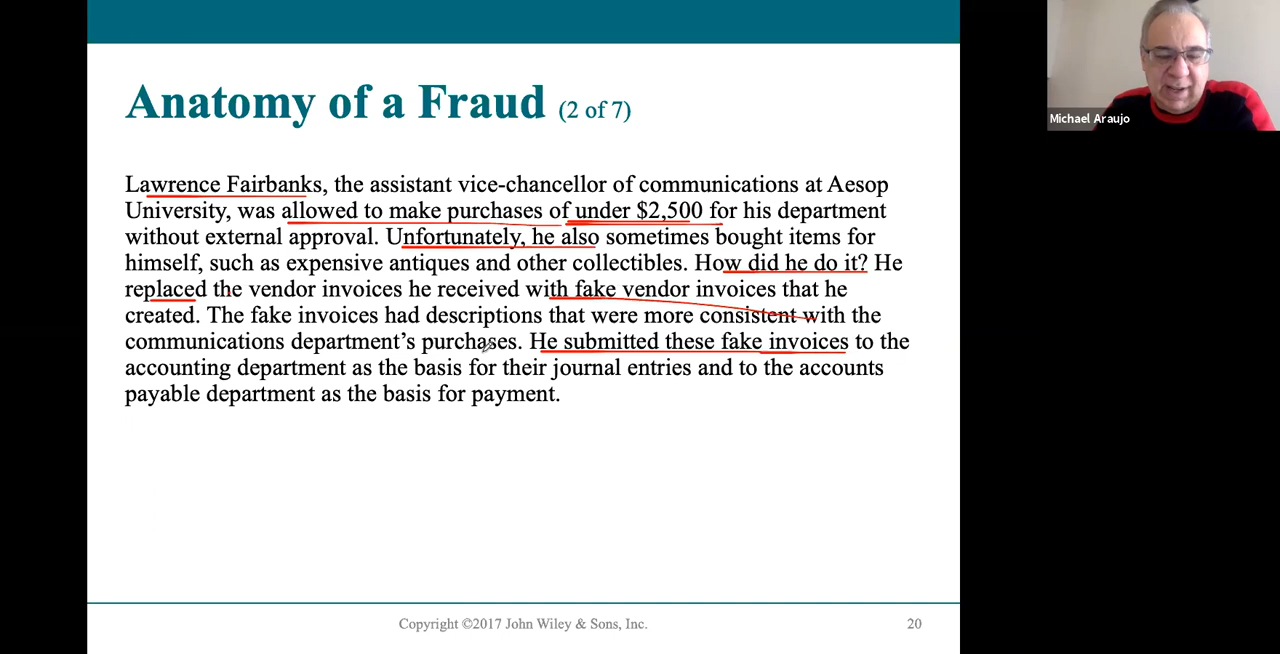 Anatomy of a Fraud (2 of 7)
Michael Araujo
Lawrence Fairbanks, the assistant vice-chancellor of communications at Aesop
University, was allowed to make purchases of under $2,500 for his department
without external approval. Unfortunately, he also sometimes bought items for
himself, such as expensive antiques and other collectibles. How did he do it? He
replaced the vendor invoices he received with fake vendor invoices that he
created. The fake invoices had descriptions that were more consistent with the
communications department’s purchases. He submitted these fake invoices to the
accounting department as the basis for their journal entries and to the accounts
payable department as the basis for payment.
Copyright ©2017 John Wiley & Sons, Inc.
20